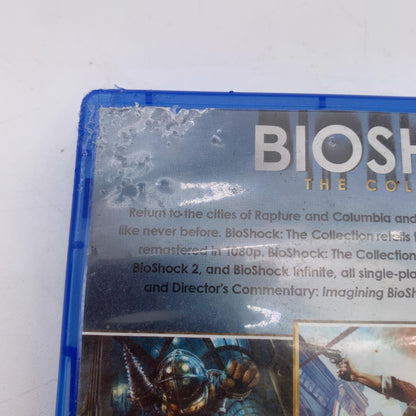 BIOSH
THE COL
Return to the cities of Rapture and Columbia and
like never before. BioShock: The Collection retells t
remastered in 1080p. BioShock: The Collection
BioShock 2, and BioShock Infinite, all single-pla
and Director's Commentary: Imagining BioSh